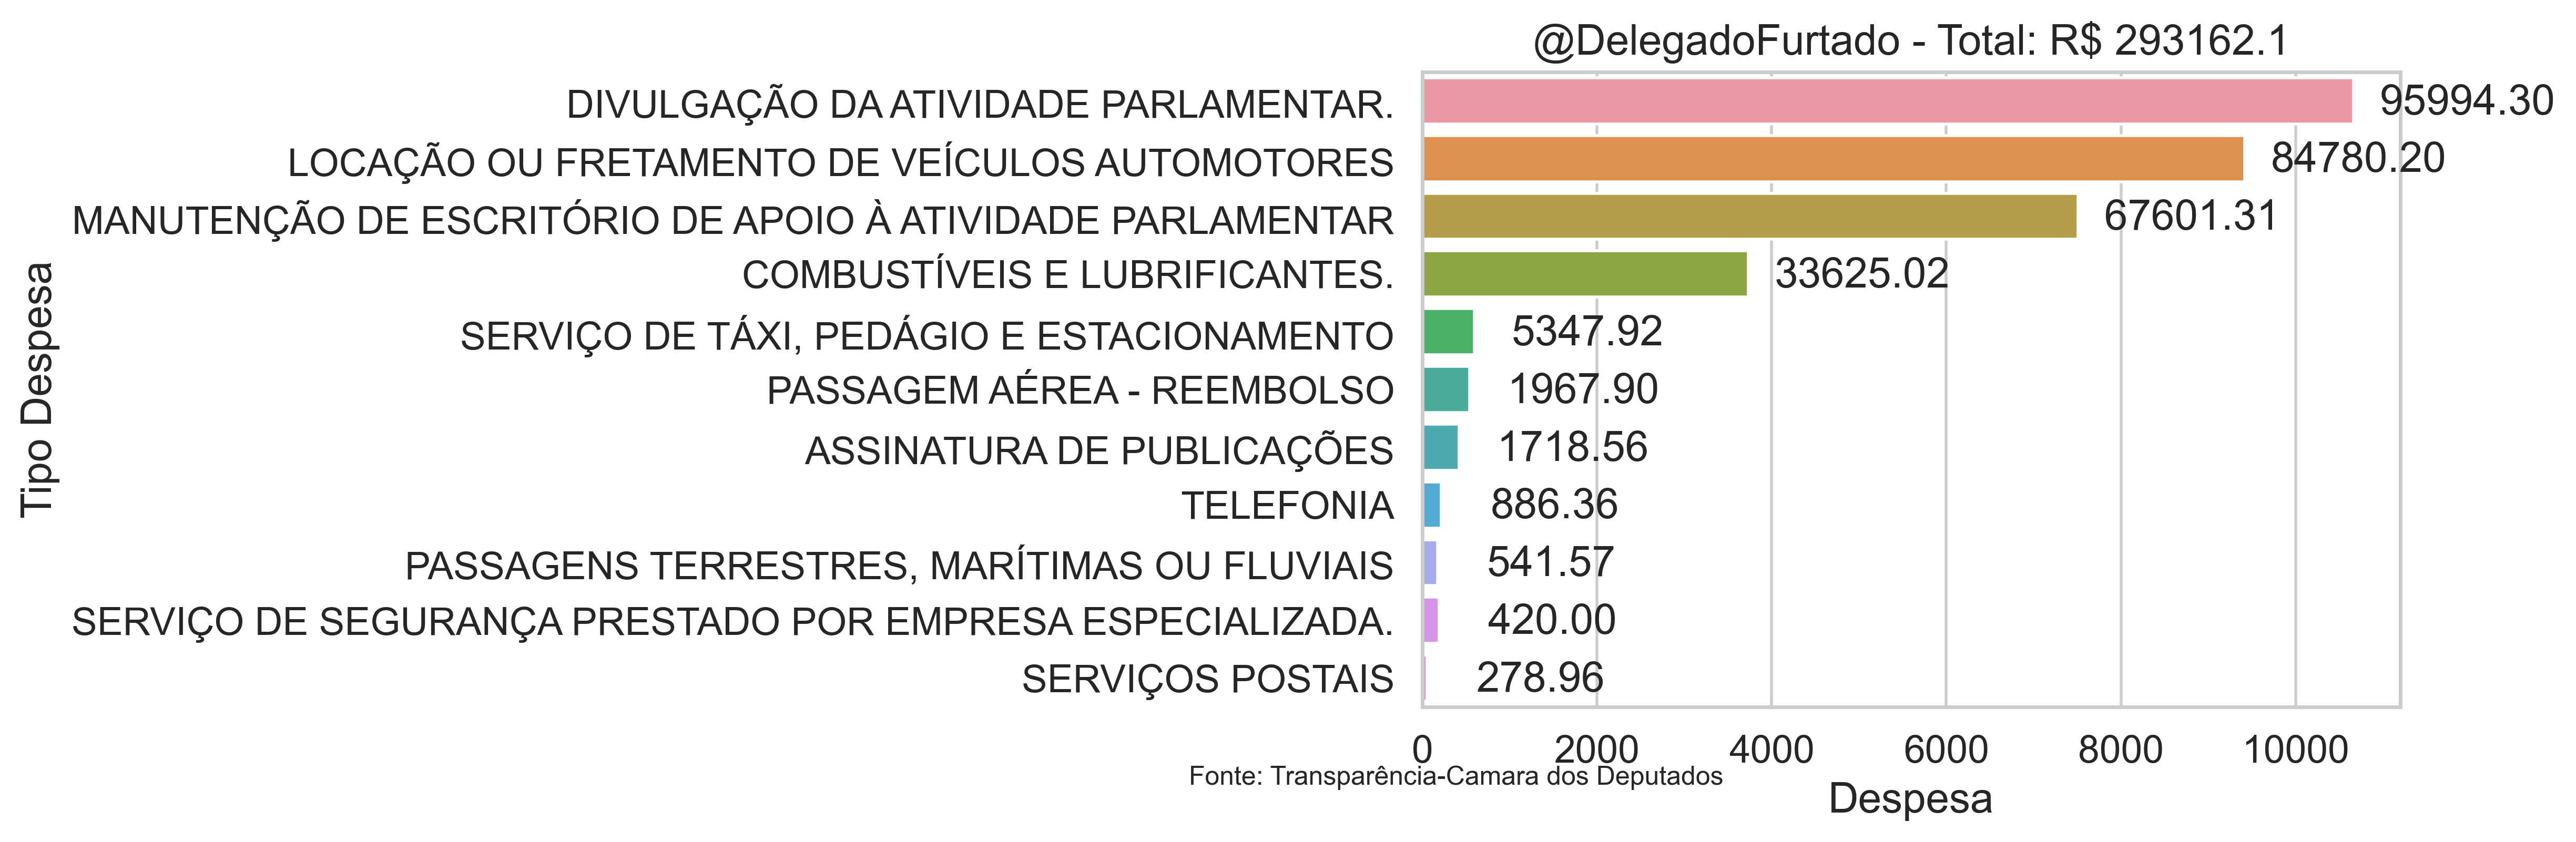 @DelegadoFurtado - Total: R$ 293162.1
DIVULGAÇÃO DA ATIVIDADE PARLAMENTAR. 95994.30
LOCAÇÃO OU FRETAMENTO DE VEÍCULOS AUTOMOTORES 84780.20
MANUTENÇÃO DE ESCRITÓRIO DE APOIO À ATIVIDADE PARLAMENTAR 67601.31
COMBUSTÍVEIS E LUBRIFICANTES. 33625.02
SERVIÇO DE TÁXI, PEDÁGIO E ESTACIONAMENTO 5347.92
PASSAGEM AÉREA - REEMBOLSO 1967.90
ASSINATURA DE PUBLICAÇÕES 1718.56
TELEFONIA 886.36
PASSAGENS TERRESTRES, MARÍTIMAS OU FLUVIAIS 541.57
SERVIÇO DE SEGURANÇA PRESTADO POR EMPRESA ESPECIALIZADA. 420.00
SERVIÇOS POSTAIS 278.96
Tipo Despesa
0 2000 4000 6000 8000 10000
Fonte: Transparência-Camara dos Deputados
Despesa